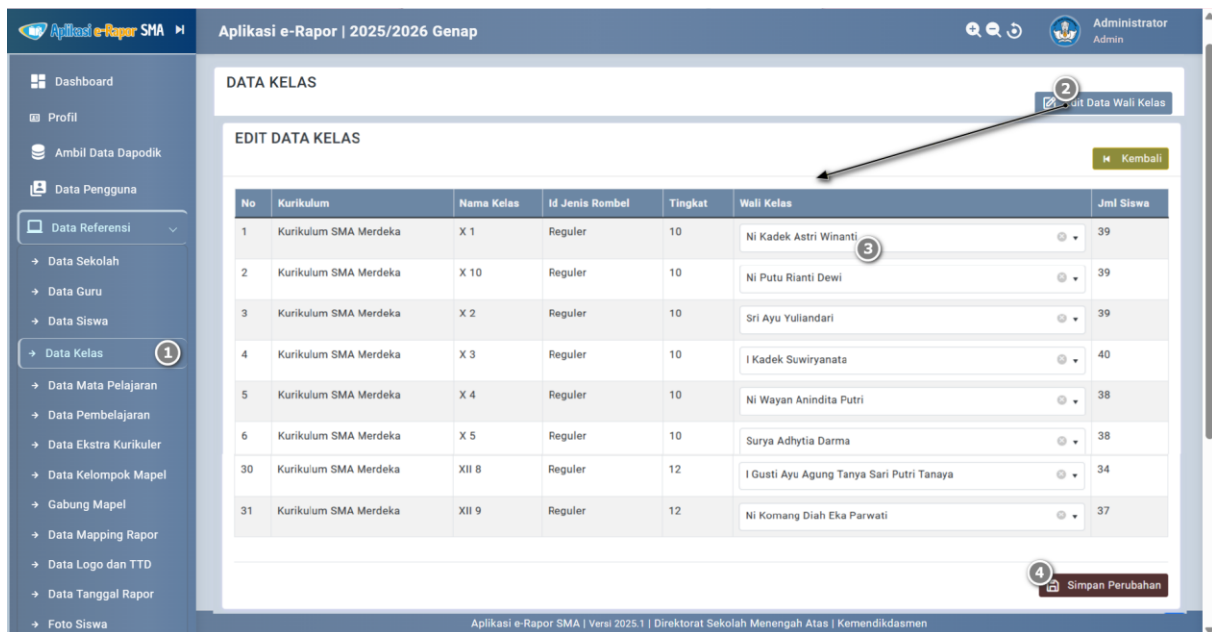 Aplikasi e-Rapor SMA
Aplikasi e-Rapor | 2025/2026 Genap
Administrator
Admin
Dashboard
Profil
Ambil Data Dapodik
Data Pengguna
Data Referensi
Data Sekolah
Data Guru
Data Siswa
Data Kelas 1
Data Mata Pelajaran
Data Pembelajaran
Data Ekstra Kurikuler
Data Kelompok Mapel
Gabung Mapel
Data Mapping Rapor
Data Logo dan TTD
Data Tanggal Rapor
Foto Siswa
DATA KELAS
2
Edit Data Wali Kelas
EDIT DATA KELAS
Kembali
No Kurikulum Nama Kelas Id Jenis Rombel Tingkat Wali Kelas Jml Siswa
1 Kurikulum SMA Merdeka X 1 Reguler 10 Ni Kadek Astri Winanti 39
3
2 Kurikulum SMA Merdeka X 10 Reguler 10 Ni Putu Rianti Dewi 39
3 Kurikulum SMA Merdeka X 2 Reguler 10 Sri Ayu Yuliandari 39
4 Kurikulum SMA Merdeka X 3 Reguler 10 I Kadek Suwiryanata 40
5 Kurikulum SMA Merdeka X 4 Reguler 10 Ni Wayan Anindita Putri 38
6 Kurikulum SMA Merdeka X 5 Reguler 10 Surya Adhytia Darma 38
30 Kurikulum SMA Merdeka XII 8 Reguler 12 I Gusti Ayu Agung Tanya Sari Putri Tanaya 34
31 Kurikulum SMA Merdeka XII 9 Reguler 12 Ni Komang Diah Eka Parwati 37
4
Simpan Perubahan
Aplikasi e-Rapor SMA | Versi 2025.1 | Direktorat Sekolah Menengah Atas | Kemendikdasmen